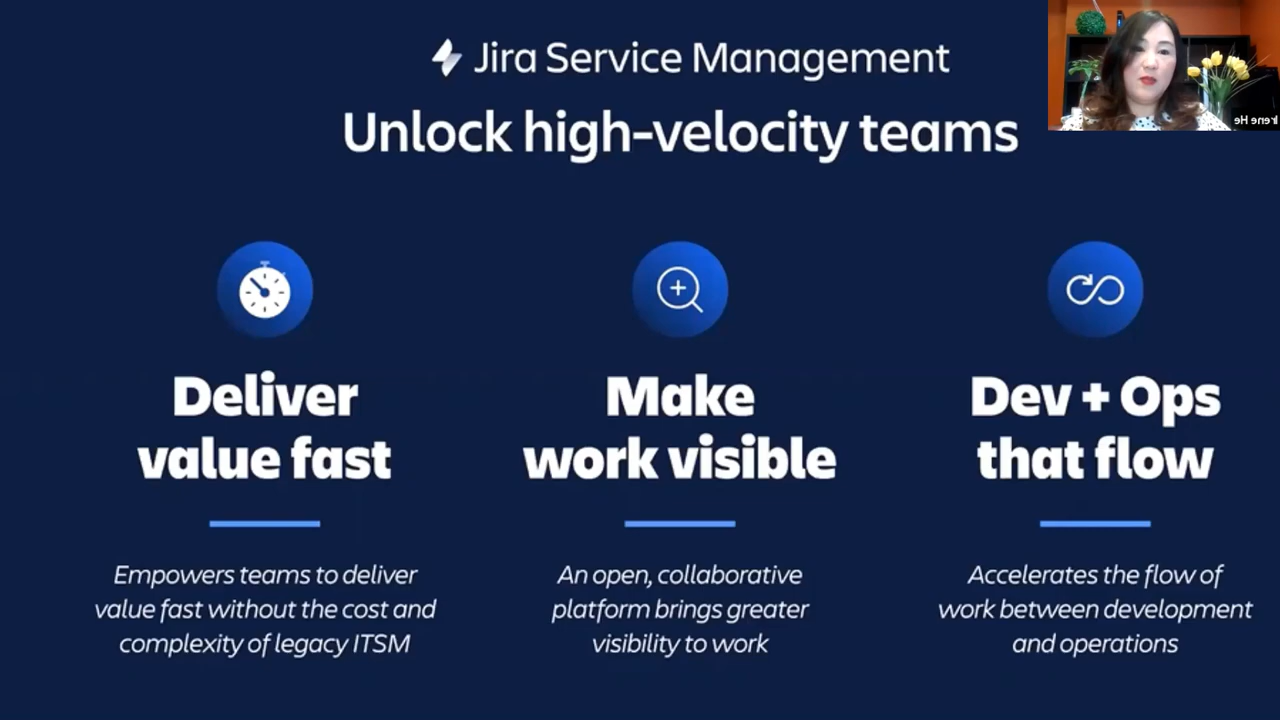 Jira Service Management
Unlock high-velocity teams
Irene He
Deliver
value fast
Empowers teams to deliver
value fast without the cost and
complexity of legacy ITSM
Make
work visible
An open, collaborative
platform brings greater
visibility to work
Dev + Ops
that flow
Accelerates the flow of
work between development
and operations